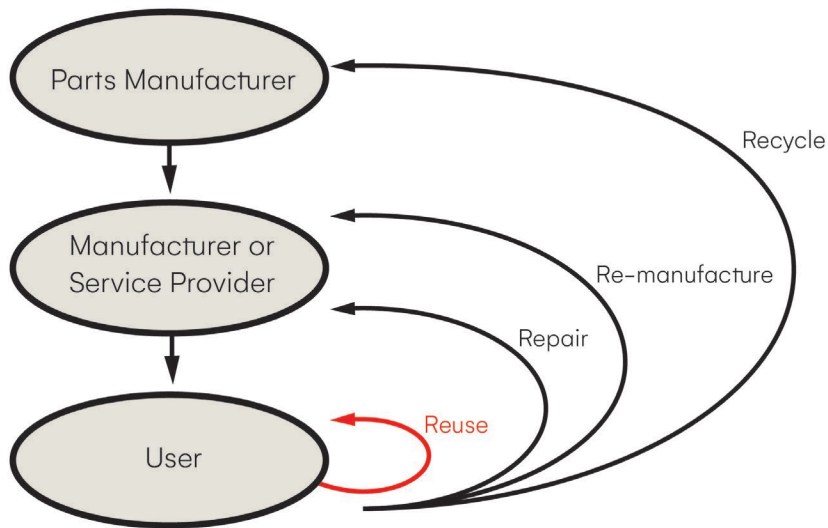 Parts Manufacturer
Recycle
Manufacturer or
Service Provider
Re-manufacture
Repair
Reuse
User